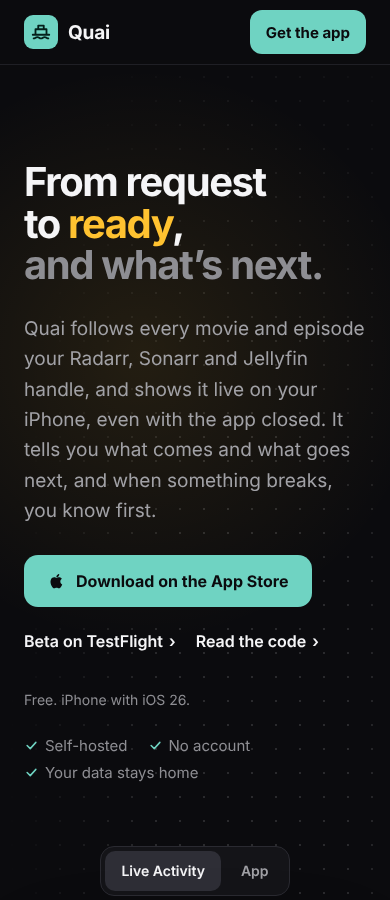 Quai
Get the app
From request
to ready,
and what’s next.
Quai follows every movie and episode
your Radarr, Sonarr and Jellyfin
handle, and shows it live on your
iPhone, even with the app closed. It
tells you what comes and what goes
next, and when something breaks,
you know first.
Download on the App Store
Beta on TestFlight › Read the code ›
Free. iPhone with iOS 26.
Self-hosted No account
Your data stays home
Live Activity App